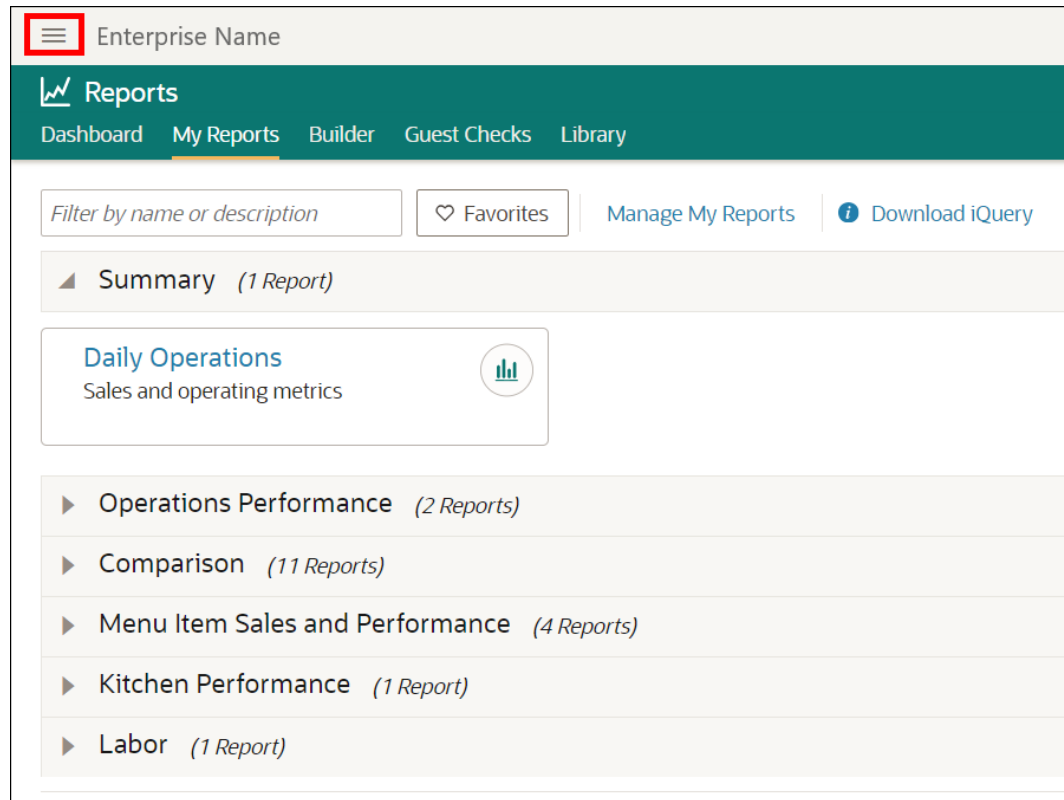 Enterprise Name
Reports
Dashboard My Reports Builder Guest Checks Library
Filter by name or description Favorites Manage My Reports i Download iQuery
Summary (1 Report)
Daily Operations
Sales and operating metrics
Operations Performance (2 Reports)
Comparison (11 Reports)
Menu Item Sales and Performance (4 Reports)
Kitchen Performance (1 Report)
Labor (1 Report)